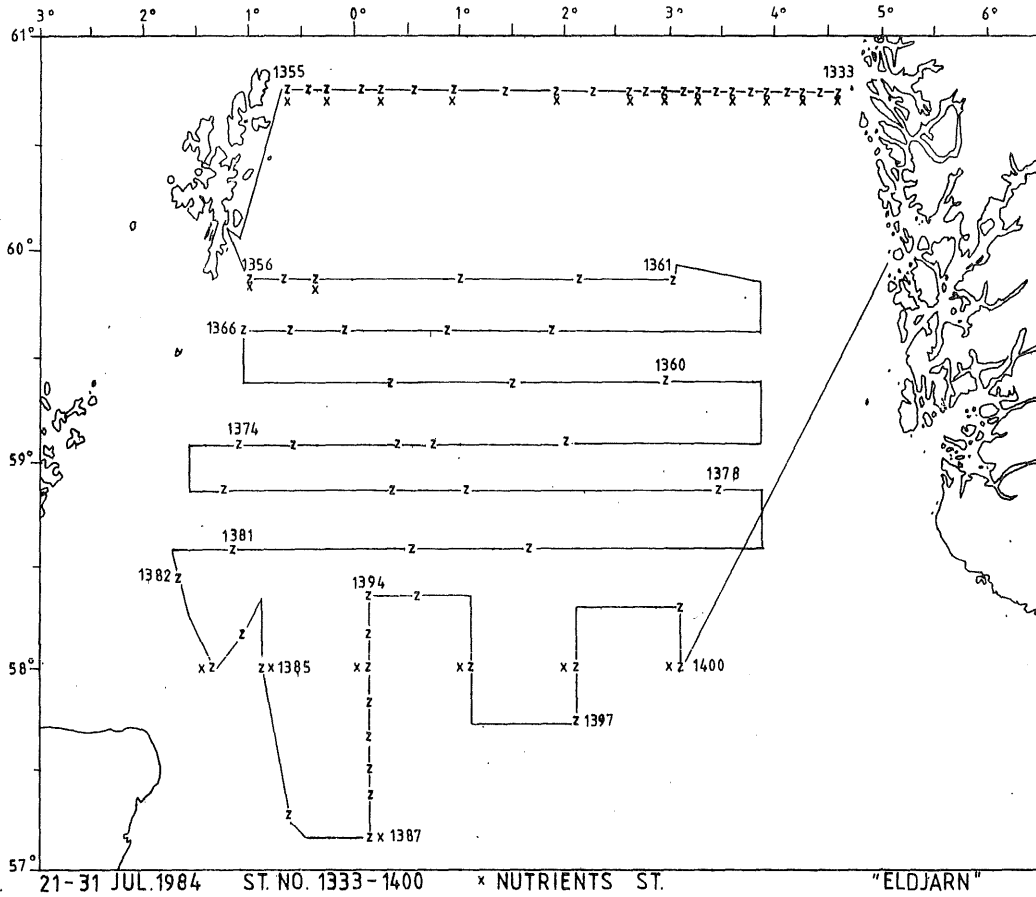 3° 2° 1° 0° 1° 2° 3° 4° 5° 6°
61°
1355 1333
z z z z z z z z z z z z z z z z z z z z z z z
x x x x x x x x x x x x x
60°
1356 1361
z z z z z z
x x
1366 z z z z z
1360
z z z
1374
z z z z z
59°
1378
z z z z
1381
z z z
1382 z
1394
z z
z z
z
58° x z z x 1385 x z x z x z x z 1400
z
z 1397
z
z
z
z
z x 1387
57°
21-31 JUL.1984 ST. NO. 1333-1400 x NUTRIENTS ST. "ELDJARN"